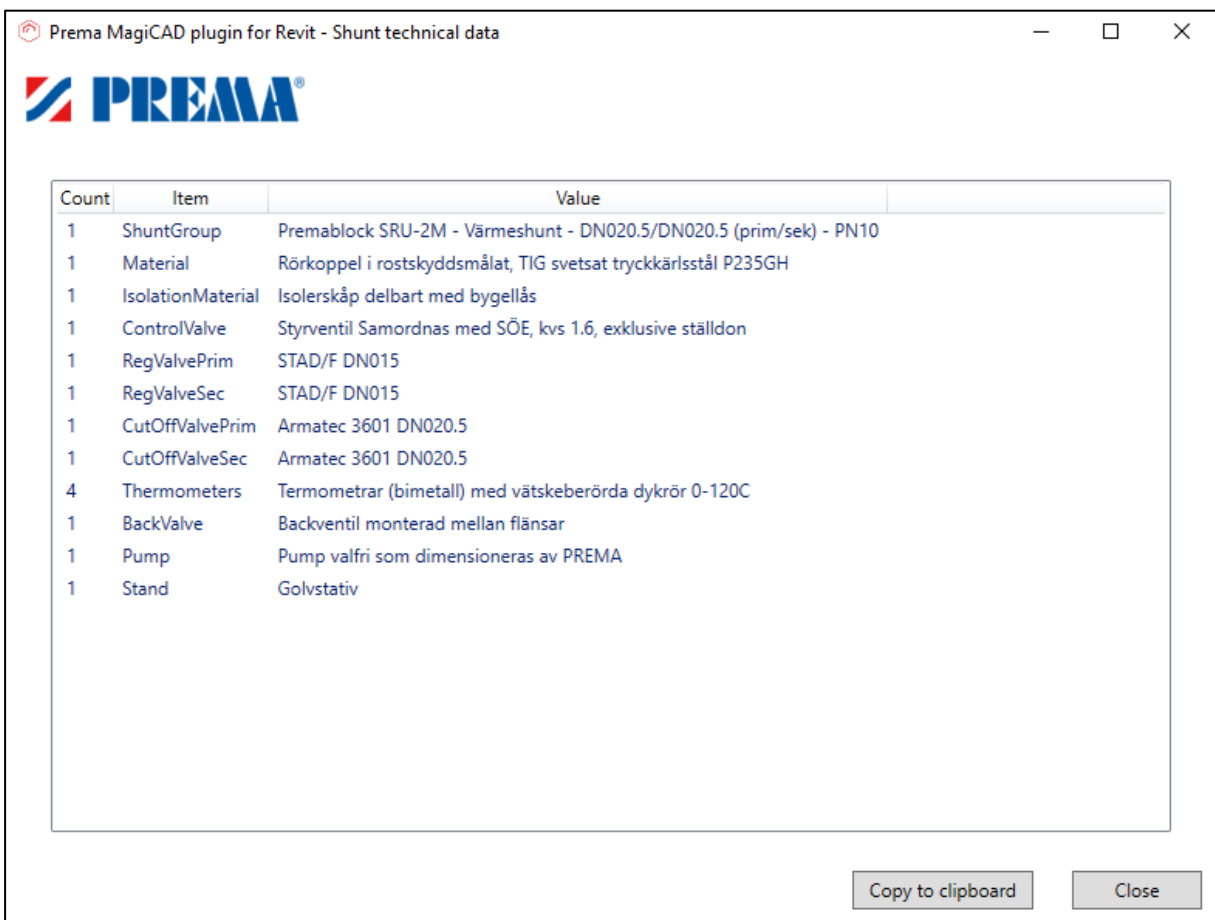 Prema MagiCAD plugin for Revit - Shunt technical data
PREMA®
Count Item Value
1 ShuntGroup Premablock SRU-2M - Värmeshunt - DN020.5/DN020.5 (prim/sek) - PN10
1 Material Rörkoppel i rostskyddsmålat, TIG svetsat tryckkärlsstål P235GH
1 IsolationMaterial Isolerskåp delbart med bygellås
1 ControlValve Styrventil Samordnas med SÖE, kvs 1.6, exklusive ställdon
1 RegValvePrim STAD/F DN015
1 RegValveSec STAD/F DN015
1 CutOffValvePrim Armatec 3601 DN020.5
1 CutOffValveSec Armatec 3601 DN020.5
4 Thermometers Termometrar (bimetall) med vätskeberörda dykrör 0-120C
1 BackValve Backventil monterad mellan flänsar
1 Pump Pump valfri som dimensioneras av PREMA
1 Stand Golvstativ
Copy to clipboard Close